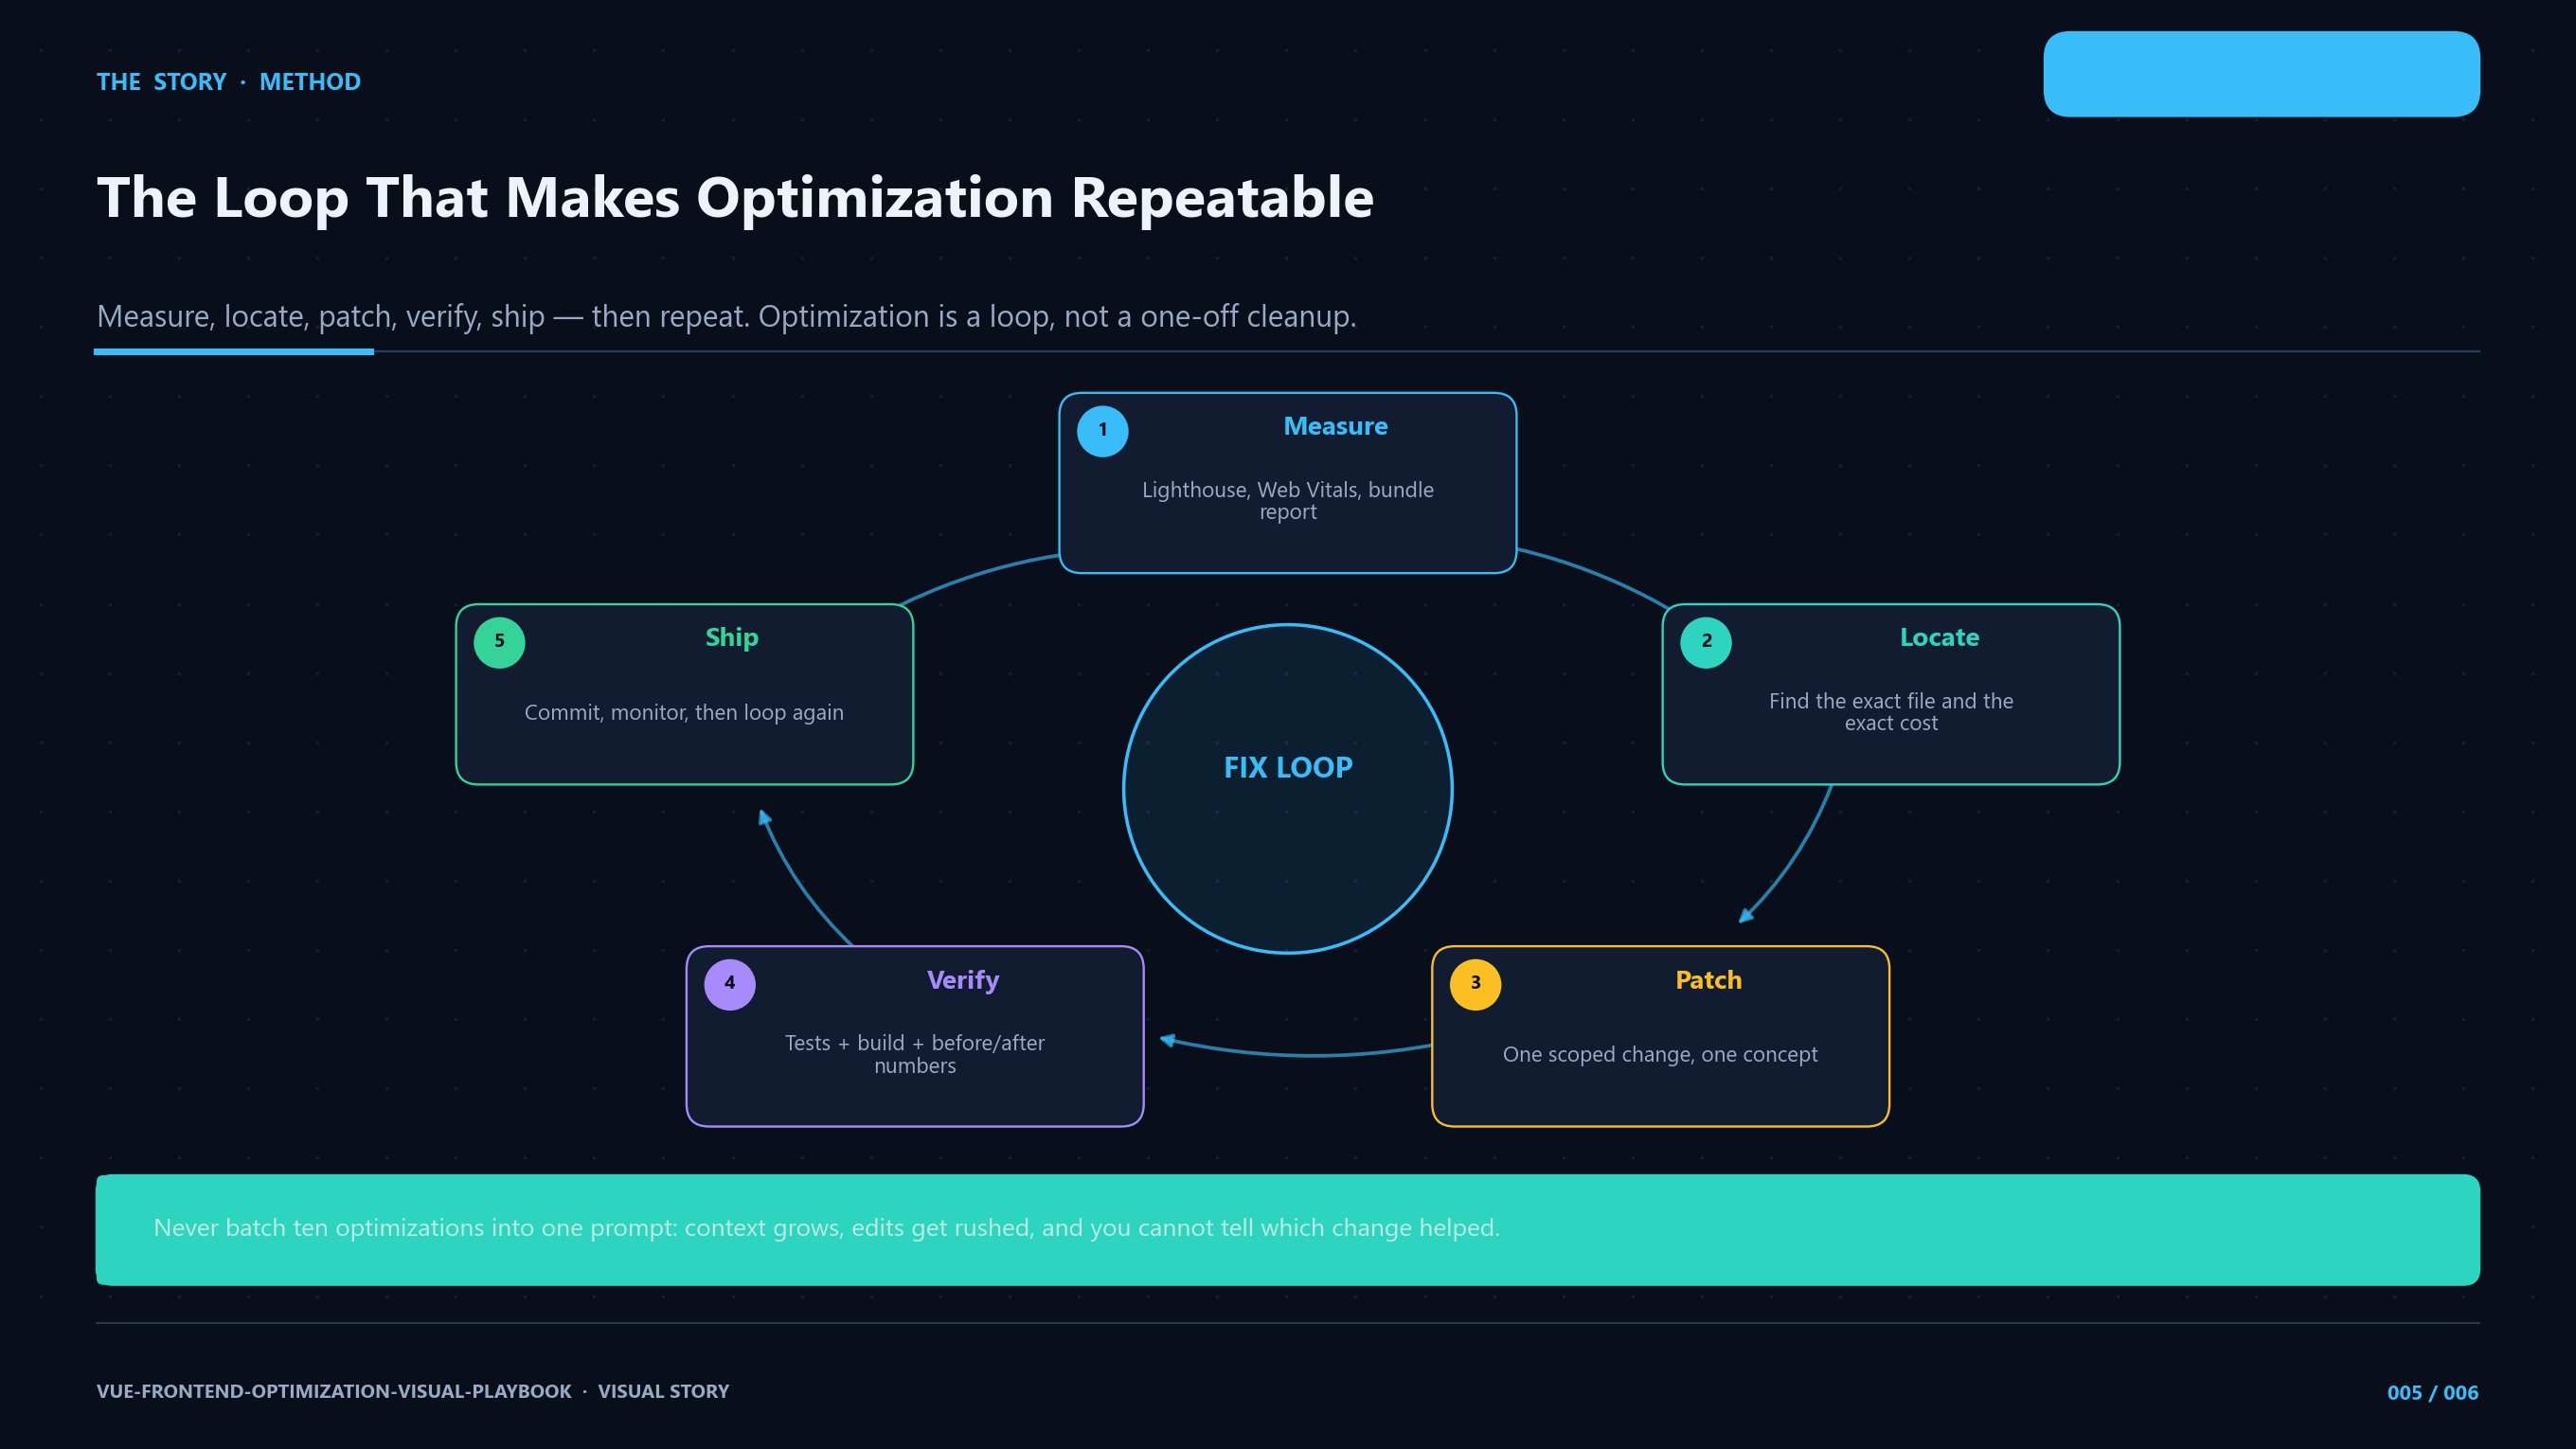 THE STORY · METHOD
The Loop That Makes Optimization Repeatable
Measure, locate, patch, verify, ship — then repeat. Optimization is a loop, not a one-off cleanup.
1
Measure
Lighthouse, Web Vitals, bundle
report
5
Ship
Commit, monitor, then loop again
2
Locate
Find the exact file and the
exact cost
FIX LOOP
4
Verify
Tests + build + before/after
numbers
3
Patch
One scoped change, one concept
Never batch ten optimizations into one prompt: context grows, edits get rushed, and you cannot tell which change helped.
VUE-FRONTEND-OPTIMIZATION-VISUAL-PLAYBOOK · VISUAL STORY
005 / 006